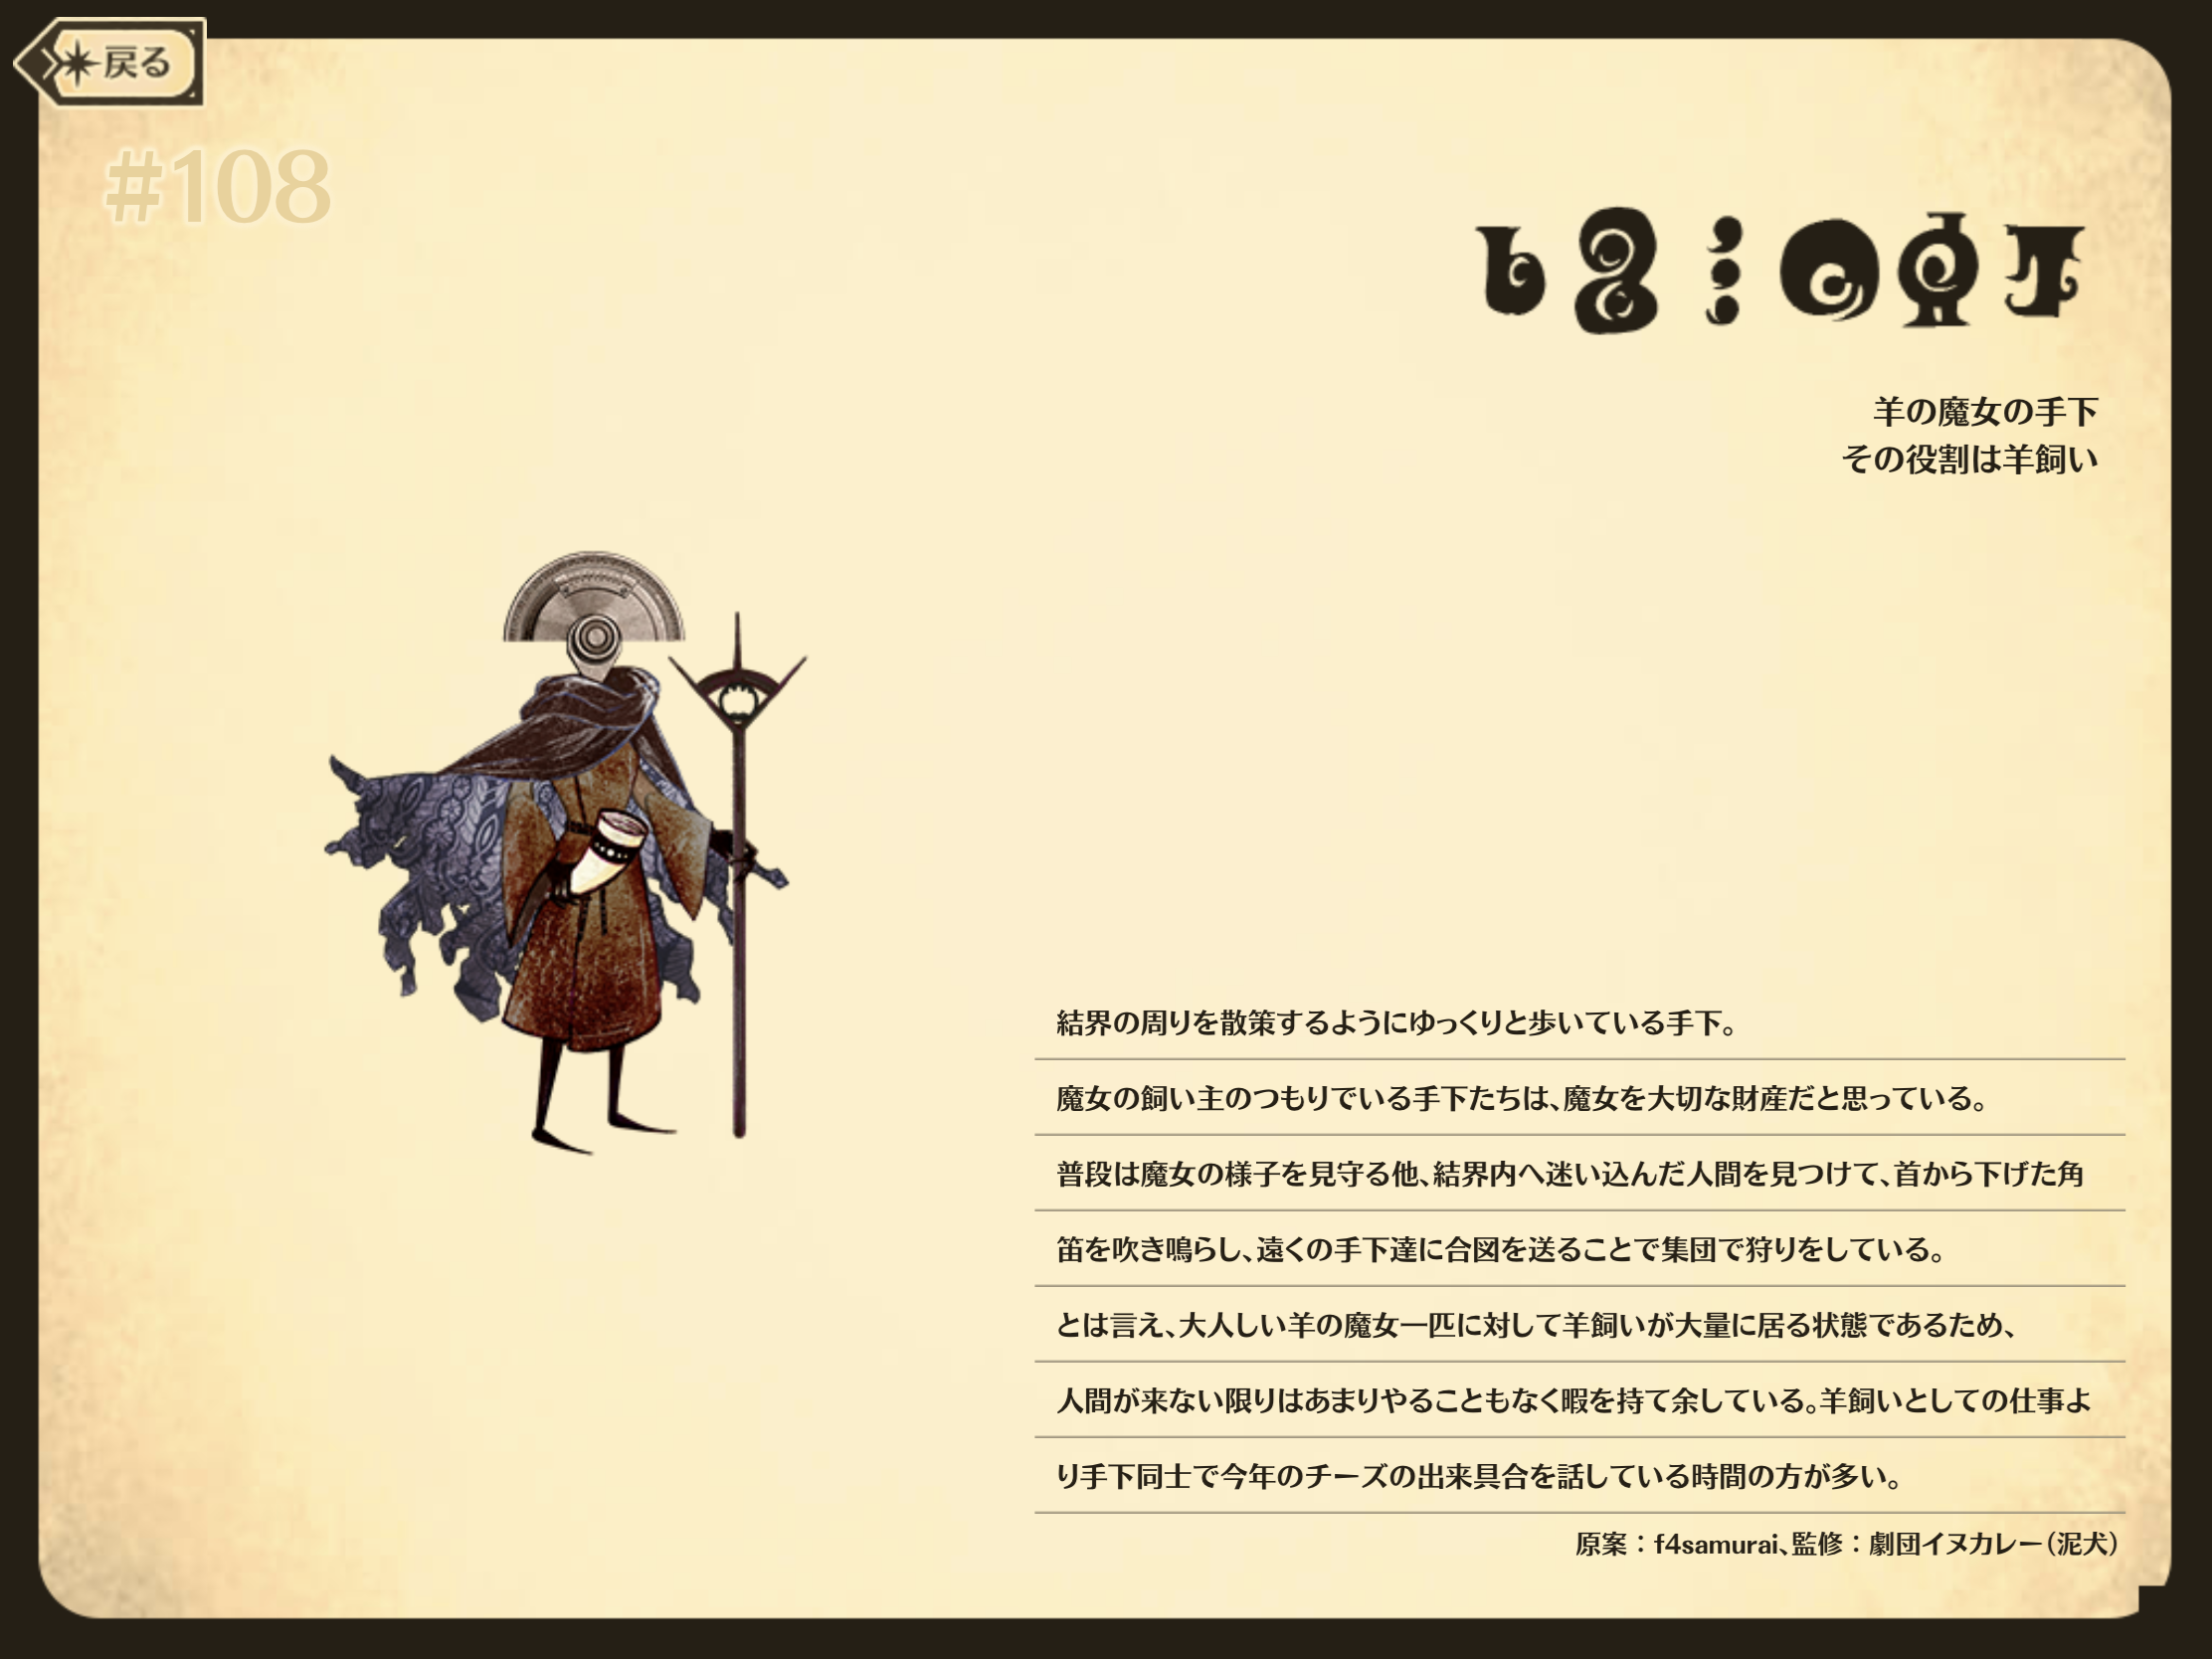 戻る
#108
羊の魔女の手下
その役割は羊飼い
結界の周りを散策するようにゆっくりと歩いている手下。
魔女の飼い主のつもりでいる手下たちは、魔女を大切な財産だと思っている。
普段は魔女の様子を見守る他、結界内へ迷い込んだ人間を見つけて、首から下げた角
笛を吹き鳴らし、遠くの手下達に合図を送ることで集団で狩りをしている。
とは言え、大人しい羊の魔女一匹に対して羊飼いが大量に居る状態であるため、
人間が来ない限りはあまりやることもなく暇を持て余している。羊飼いとしての仕事よ
り手下同士で今年のチーズの出来具合を話している時間の方が多い。
原案：f4samurai、監修：劇団イヌカレー（泥犬）